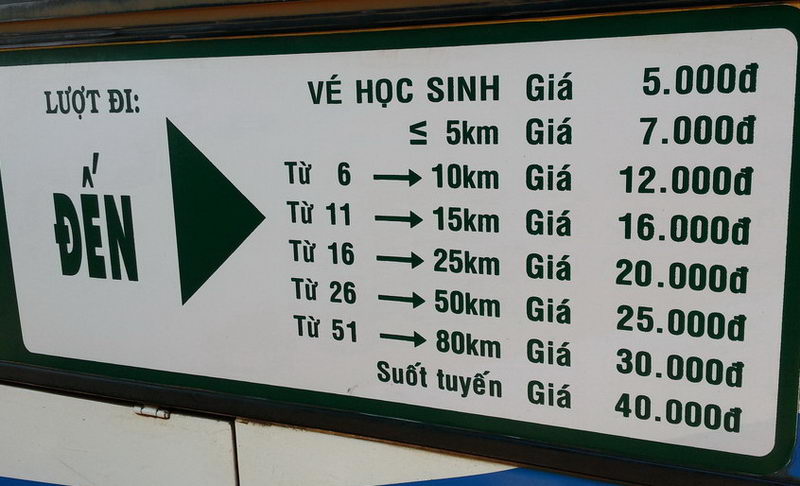 LƯỢT ĐI:
ĐẾN
VÉ HỌC SINH Giá 5.000đ
≤ 5km Giá 7.000đ
Từ 6 → 10km Giá 12.000đ
Từ 11 → 15km Giá 16.000đ
Từ 16 → 25km Giá 20.000đ
Từ 26 → 50km Giá 25.000đ
Từ 51 → 80km Giá 30.000đ
Suốt tuyến Giá 40.000đ